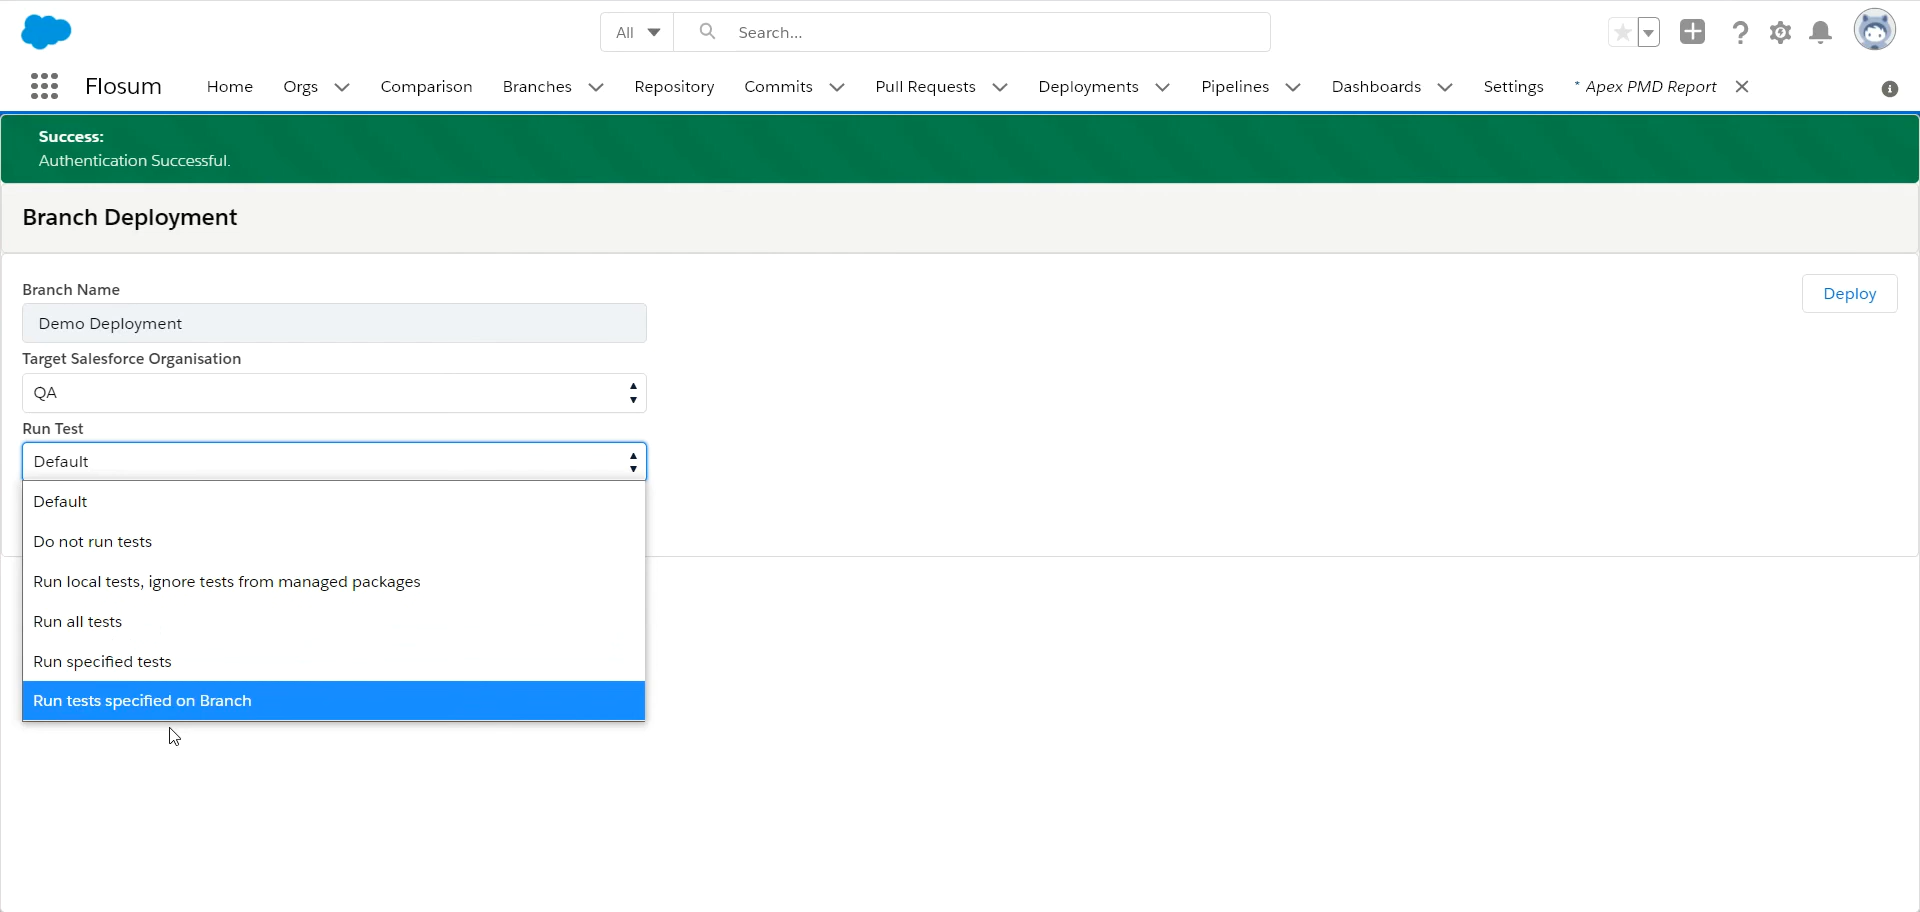 All
Search...
Flosum
Home
Orgs
Comparison
Branches
Repository
Commits
Pull Requests
Deployments
Pipelines
Dashboards
Settings
* Apex PMD Report
Success:
Authentication Successful.
Branch Deployment
Branch Name
Deploy
Demo Deployment
Target Salesforce Organisation
QA
Run Test
Default
Default
Do not run tests
Run local tests, ignore tests from managed packages
Run all tests
Run specified tests
Run tests specified on Branch